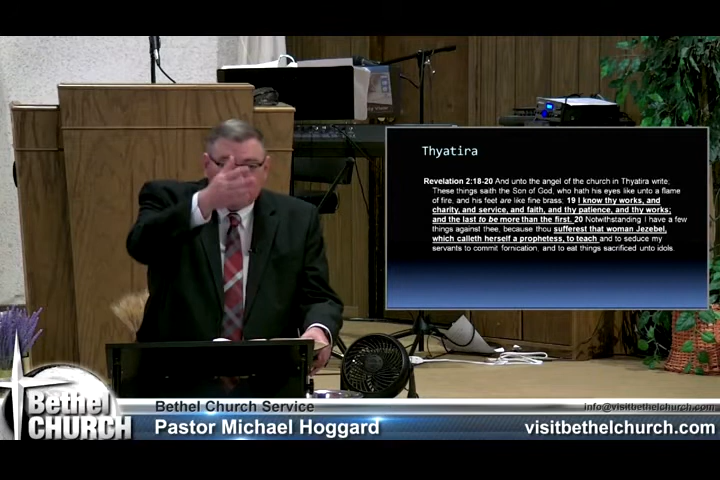 Thyatira
Revelation 2:18-20 And unto the angel of the church in Thyatira write;
These things saith the Son of God, who hath his eyes like unto a flame
of fire, and his feet are like fine brass; 19 I know thy works, and
charity, and service, and faith, and thy patience, and thy works;
and the last to be more than the first. 20 Notwithstanding I have a few
things against thee, because thou sufferest that woman Jezebel,
which calleth herself a prophetess, to teach and to seduce my
servants to commit fornication, and to eat things sacrificed unto idols.
Bethel
CHURCH
Bethel Church Service
info@visitbethelchurch.com
Pastor Michael Hoggard
visitbethelchurch.com